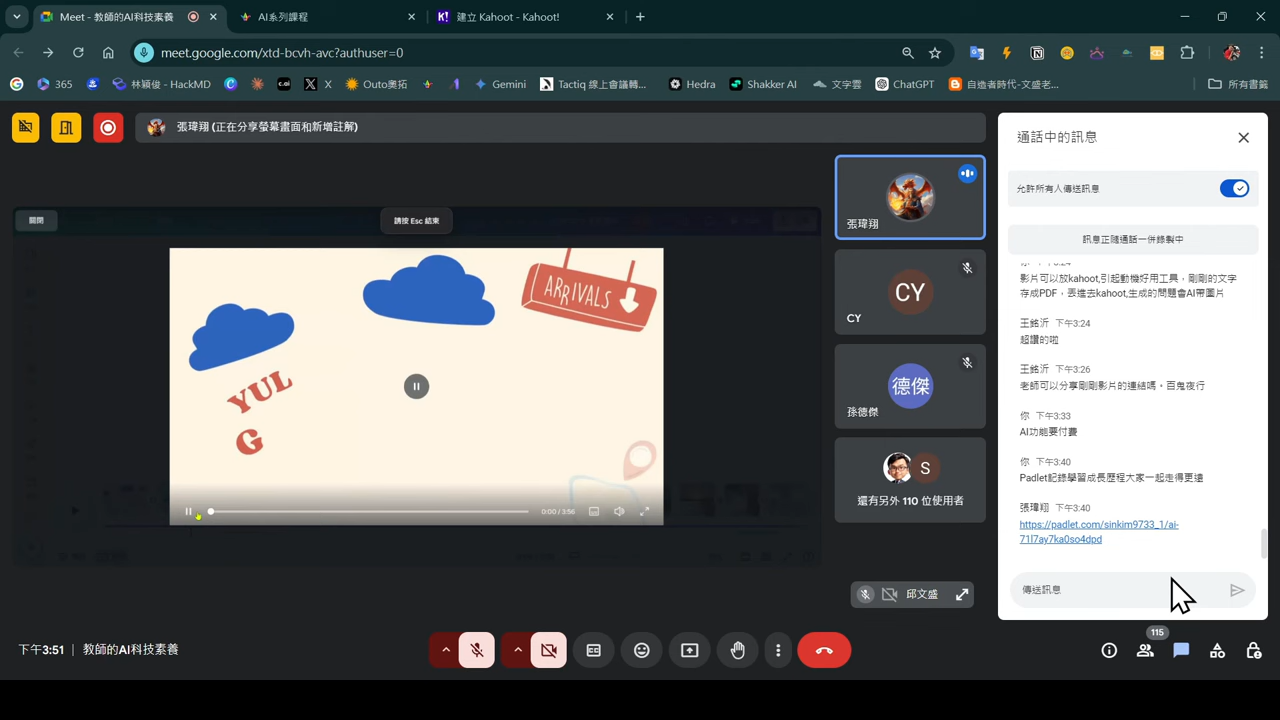 Meet - 教師的AI科技素養
AI系列課程
建立 Kahoot - Kahoot!
meet.google.com/xtd-bcvh-avc?authuser=0
365
林穎俊 - HackMD
c.ai
X
Outo奧拓
Gemini
Tactiq 線上會議轉...
Hedra
Shakker AI
文字雲
ChatGPT
自造者時代-文盛老...
所有書籤
張瑋翔 (正在分享螢幕畫面和新增註解)
關閉
請按 Esc 結束
ARRIVALS
YUL
G
0:00 / 3:56
張瑋翔
CY
CY
德傑
孫德傑
S
還有另外 110 位使用者
邱文盛
通話中的訊息
允許所有人傳送訊息
訊息正隨通話一併錄製中
你 下午3:24
影片可以放kahoot,引起動機好用工具，剛剛的文字
存成PDF，丟進去kahoot,生成的問題會AI帶圖片
王銘沂 下午3:24
超讚的啦
王銘沂 下午3:26
老師可以分享剛剛影片的連結嗎，百鬼夜行
你 下午3:33
AI功能要付費
你 下午3:40
Padlet記錄學習成長歷程大家一起走得更遠
張瑋翔 下午3:40
https://padlet.com/sinkim9733_1/ai-
71l7ay7ka0so4dpd
傳送訊息
115
下午3:51
教師的AI科技素養